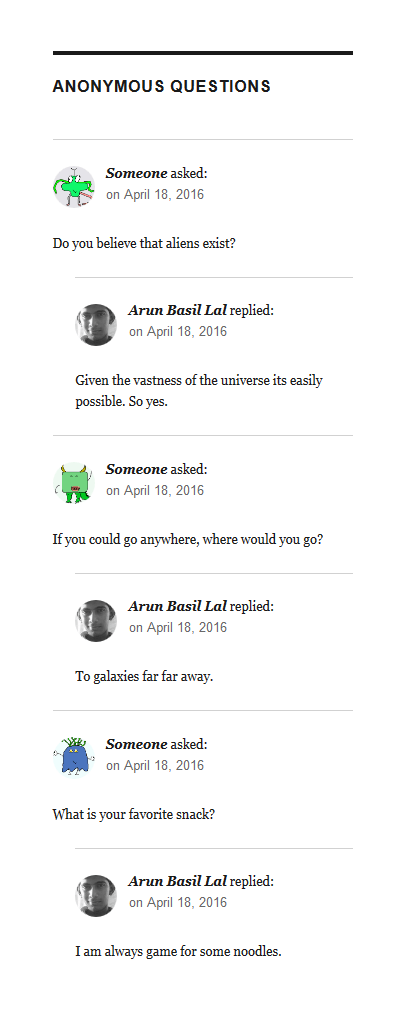 ANONYMOUS QUESTIONS
Someone asked:
on April 18, 2016
Do you believe that aliens exist?
Arun Basil Lal replied:
on April 18, 2016
Given the vastness of the universe its easily
possible. So yes.
Someone asked:
on April 18, 2016
If you could go anywhere, where would you go?
Arun Basil Lal replied:
on April 18, 2016
To galaxies far far away.
Someone asked:
on April 18, 2016
What is your favorite snack?
Arun Basil Lal replied:
on April 18, 2016
I am always game for some noodles.